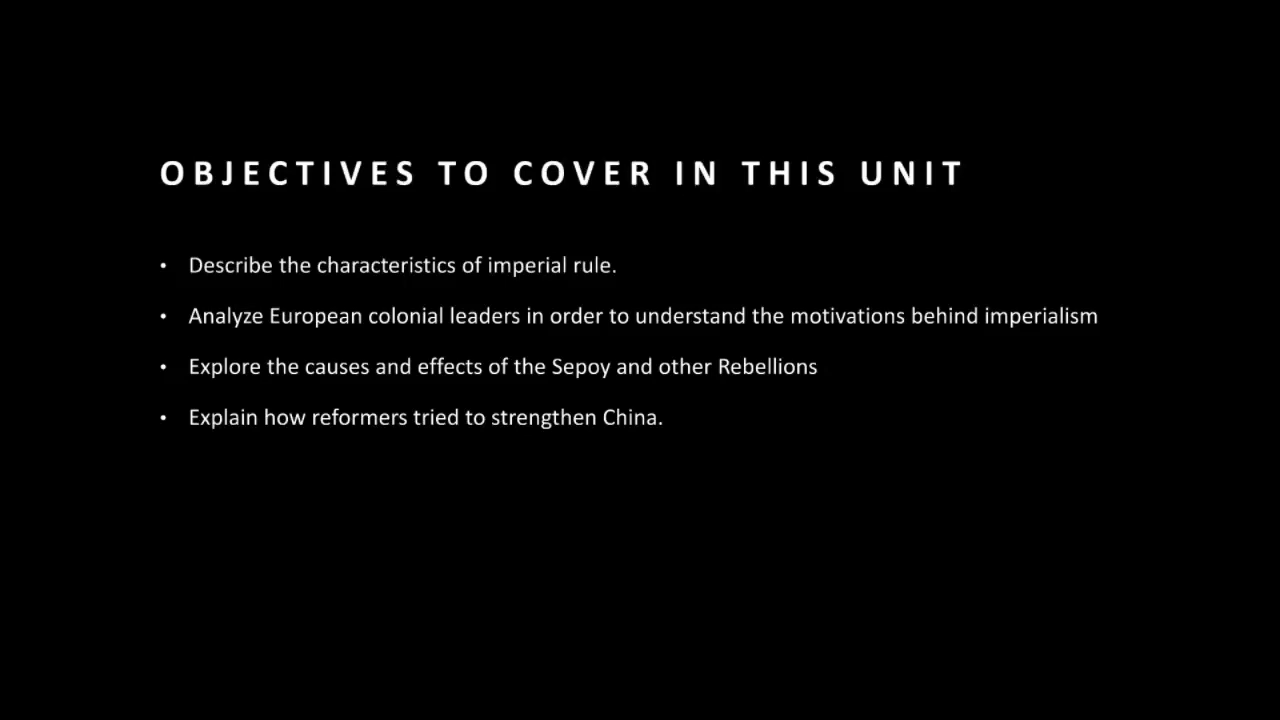 OBJECTIVES TO COVER IN THIS UNIT
• Describe the characteristics of imperial rule.
• Analyze European colonial leaders in order to understand the motivations behind imperialism
• Explore the causes and effects of the Sepoy and other Rebellions
• Explain how reformers tried to strengthen China.